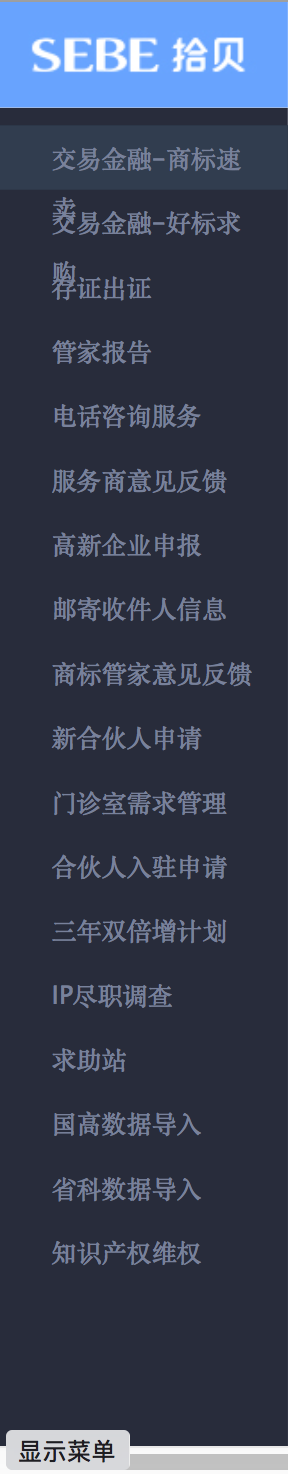 SEBE 拾贝
交易金融-商标速
卖
交易金融-好标求
购
存证出证
管家报告
电话咨询服务
服务商意见反馈
高新企业申报
邮寄收件人信息
商标管家意见反馈
新合伙人申请
门诊室需求管理
合伙人入驻申请
三年双倍增计划
IP尽职调查
求助站
国高数据导入
省科数据导入
知识产权维权
显示菜单